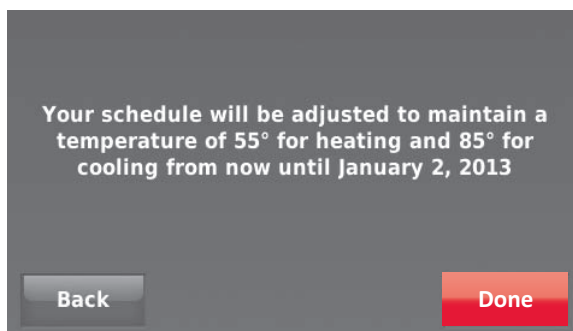 Your schedule will be adjusted to maintain a
temperature of 55° for heating and 85° for
cooling from now until January 2, 2013
Back
Done